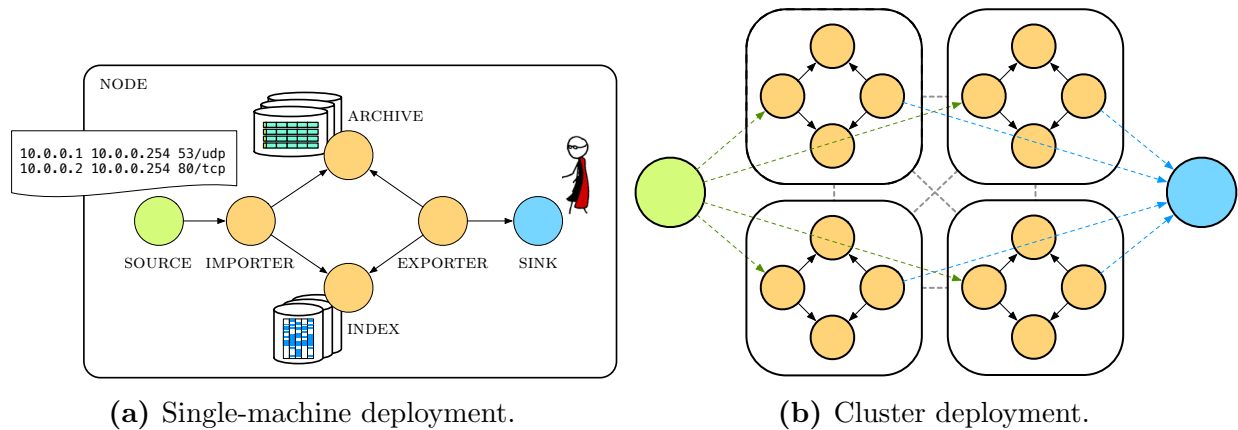 NODE
ARCHIVE
10.0.0.1 10.0.0.254 53/udp
10.0.0.2 10.0.0.254 80/tcp
SOURCE IMPORTER EXPORTER SINK
INDEX
(a) Single-machine deployment.
(b) Cluster deployment.